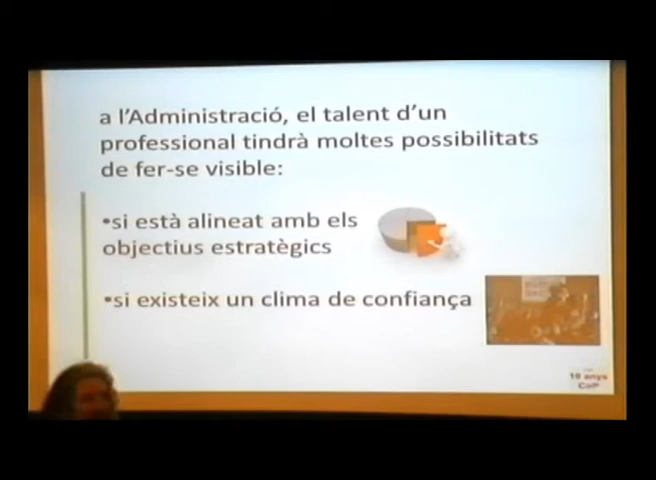 a l'Administració, el talent d'un
professional tindrà moltes possibilitats
de fer-se visible:
•si està alineat amb els
objectius estratègics
•si existeix un clima de confiança
10 anys
CoP